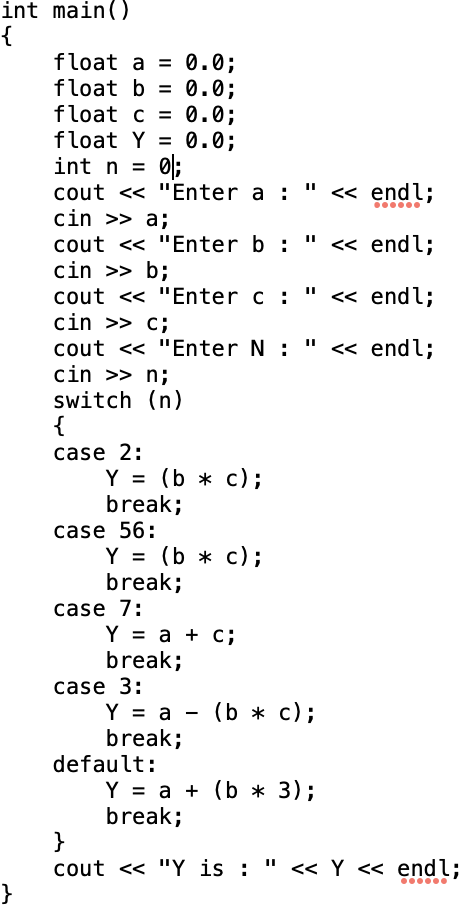 int main()
{
    float a = 0.0;
    float b = 0.0;
    float c = 0.0;
    float Y = 0.0;
    int n = 0;
    cout << "Enter a : " << endl;
    cin >> a;
    cout << "Enter b : " << endl;
    cin >> b;
    cout << "Enter c : " << endl;
    cin >> c;
    cout << "Enter N : " << endl;
    cin >> n;
    switch (n)
    {
    case 2:
        Y = (b * c);
        break;
    case 56:
        Y = (b * c);
        break;
    case 7:
        Y = a + c;
        break;
    case 3:
        Y = a - (b * c);
        break;
    default:
        Y = a + (b * 3);
        break;
    }
    cout << "Y is : " << Y << endl;
}